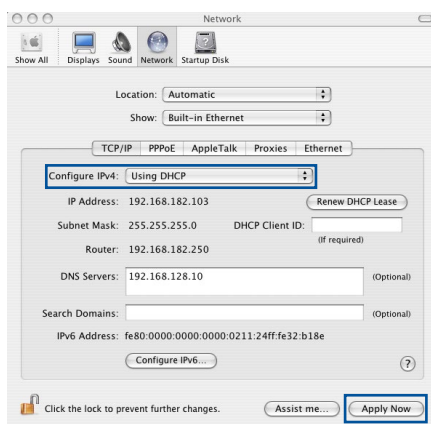 Network
Show All Displays Sound Network Startup Disk
Location: Automatic
Show: Built-in Ethernet
TCP/IP PPPoE AppleTalk Proxies Ethernet
Configure IPv4: Using DHCP
IP Address: 192.168.182.103 Renew DHCP Lease
Subnet Mask: 255.255.255.0 DHCP Client ID:
(If required)
Router: 192.168.182.250
DNS Servers: 192.168.128.10 (Optional)
Search Domains: (Optional)
IPv6 Address: fe80:0000:0000:0000:0211:24ff:fe32:b18e
Configure IPv6... ?
Click the lock to prevent further changes. Assist me... Apply Now